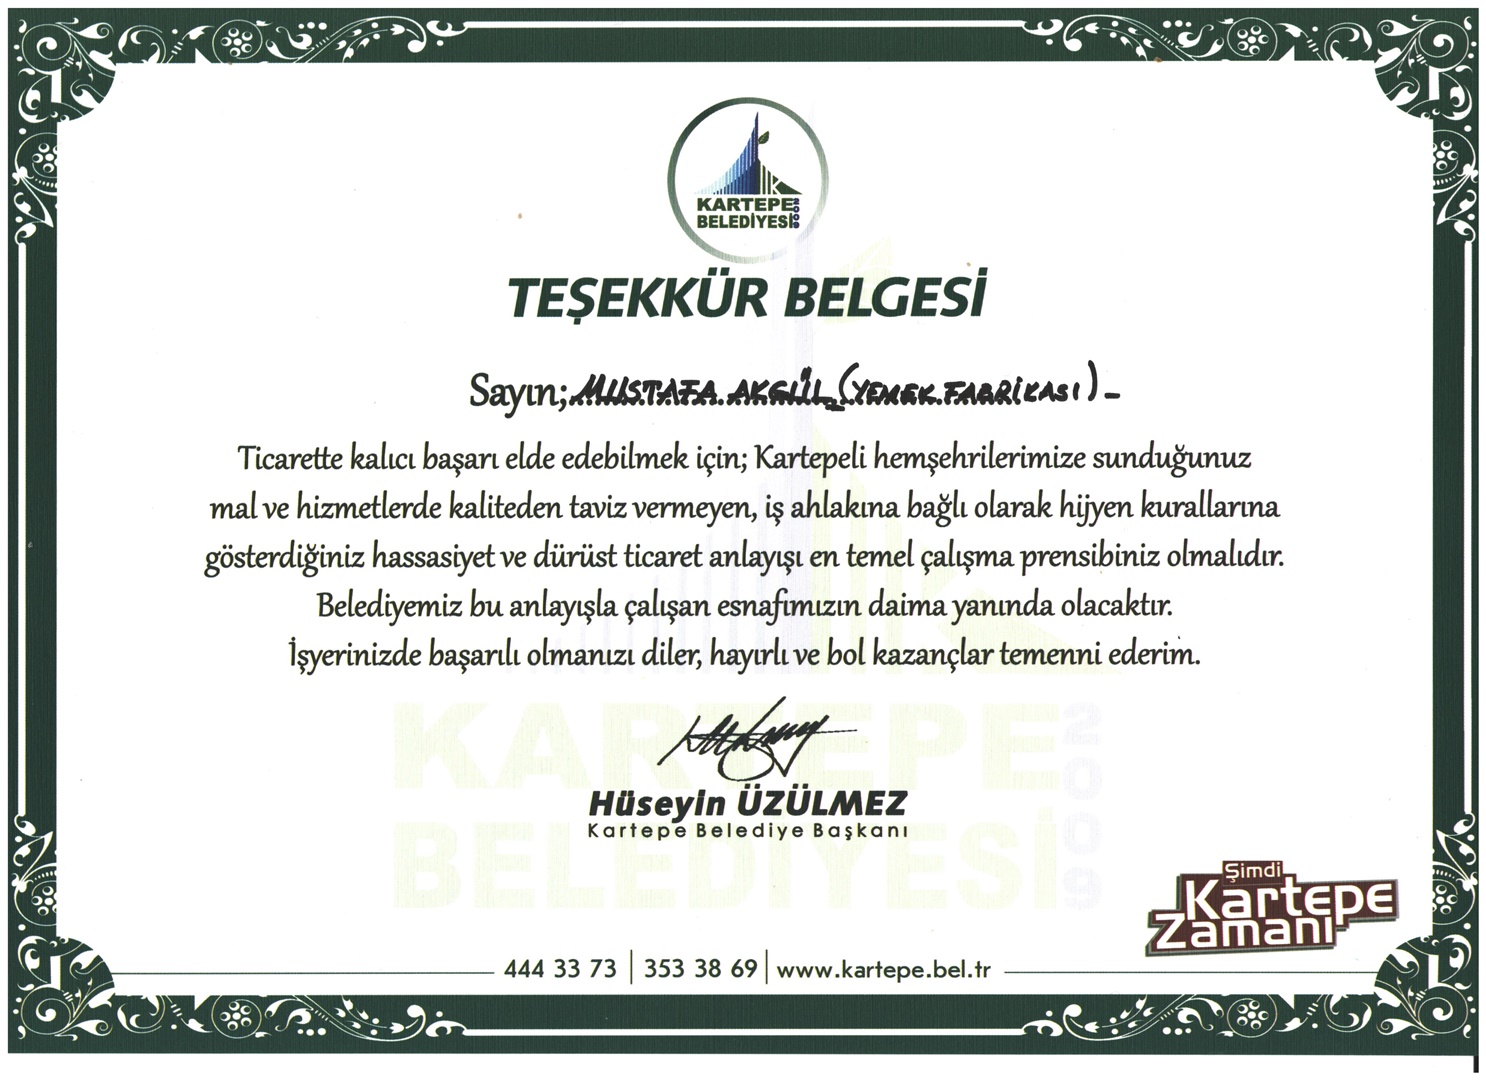 KARTEPE
BELEDİYESİ
2009
TEŞEKKÜR BELGESİ
Sayın; MUSTAFA AKGÜL (YEMEK FABRİKASI)
Ticarette kalıcı başarı elde edebilmek için; Kartepeli hemşehrilerimize sunduğunuz
mal ve hizmetlerde kaliteden taviz vermeyen, iş ahlakına bağlı olarak hijyen kurallarına
gösterdiğiniz hassasiyet ve dürüst ticaret anlayışı en temel çalışma prensibiniz olmalıdır.
Belediyemiz bu anlayışla çalışan esnafımızın daima yanında olacaktır.
İşyerinizde başarılı olmanızı diler, hayırlı ve bol kazançlar temenni ederim.
KARTEPE
BELEDİYESİ
2009
Hüseyin ÜZÜLMEZ
Kartepe Belediye Başkanı
Şimdi
Kartepe
Zamanı
444 33 73 | 353 38 69 | www.kartepe.bel.tr